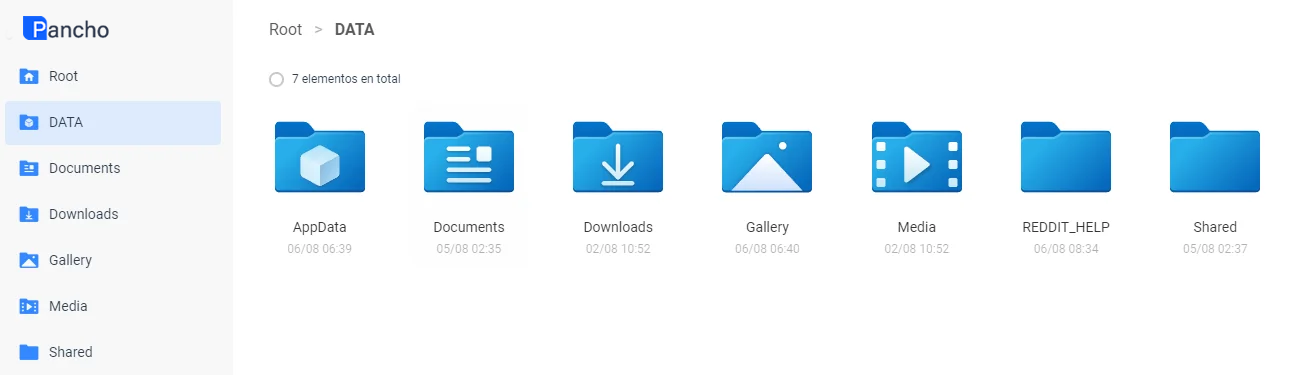 Pancho
Root
DATA
Documents
Downloads
Gallery
Media
Shared
Root > DATA
7 elementos en total
AppData
06/08 06:39
Documents
05/08 02:35
Downloads
02/08 10:52
Gallery
06/08 06:40
Media
02/08 10:52
REDDIT_HELP
06/08 08:34
Shared
05/08 02:37